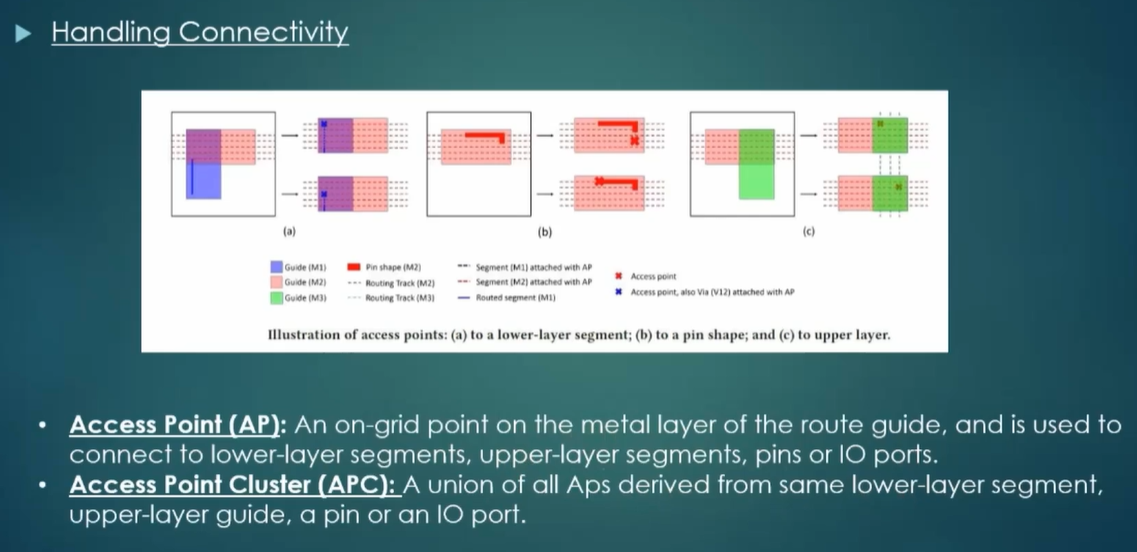 Handling Connectivity
(a)
(b)
(c)
Guide (M1)
Guide (M2)
Guide (M3)
Pin shape (M2)
Routing Track (M2)
Routing Track (M3)
Segment (M1) attached with AP
Segment (M2) attached with AP
Routed segment (M1)
Access point
Access point, also Via (V12) attached with AP
Illustration of access points: (a) to a lower-layer segment; (b) to a pin shape; and (c) to upper layer.
• Access Point (AP): An on-grid point on the metal layer of the route guide, and is used to
connect to lower-layer segments, upper-layer segments, pins or IO ports.
• Access Point Cluster (APC): A union of all Aps derived from same lower-layer segment,
upper-layer guide, a pin or an IO port.